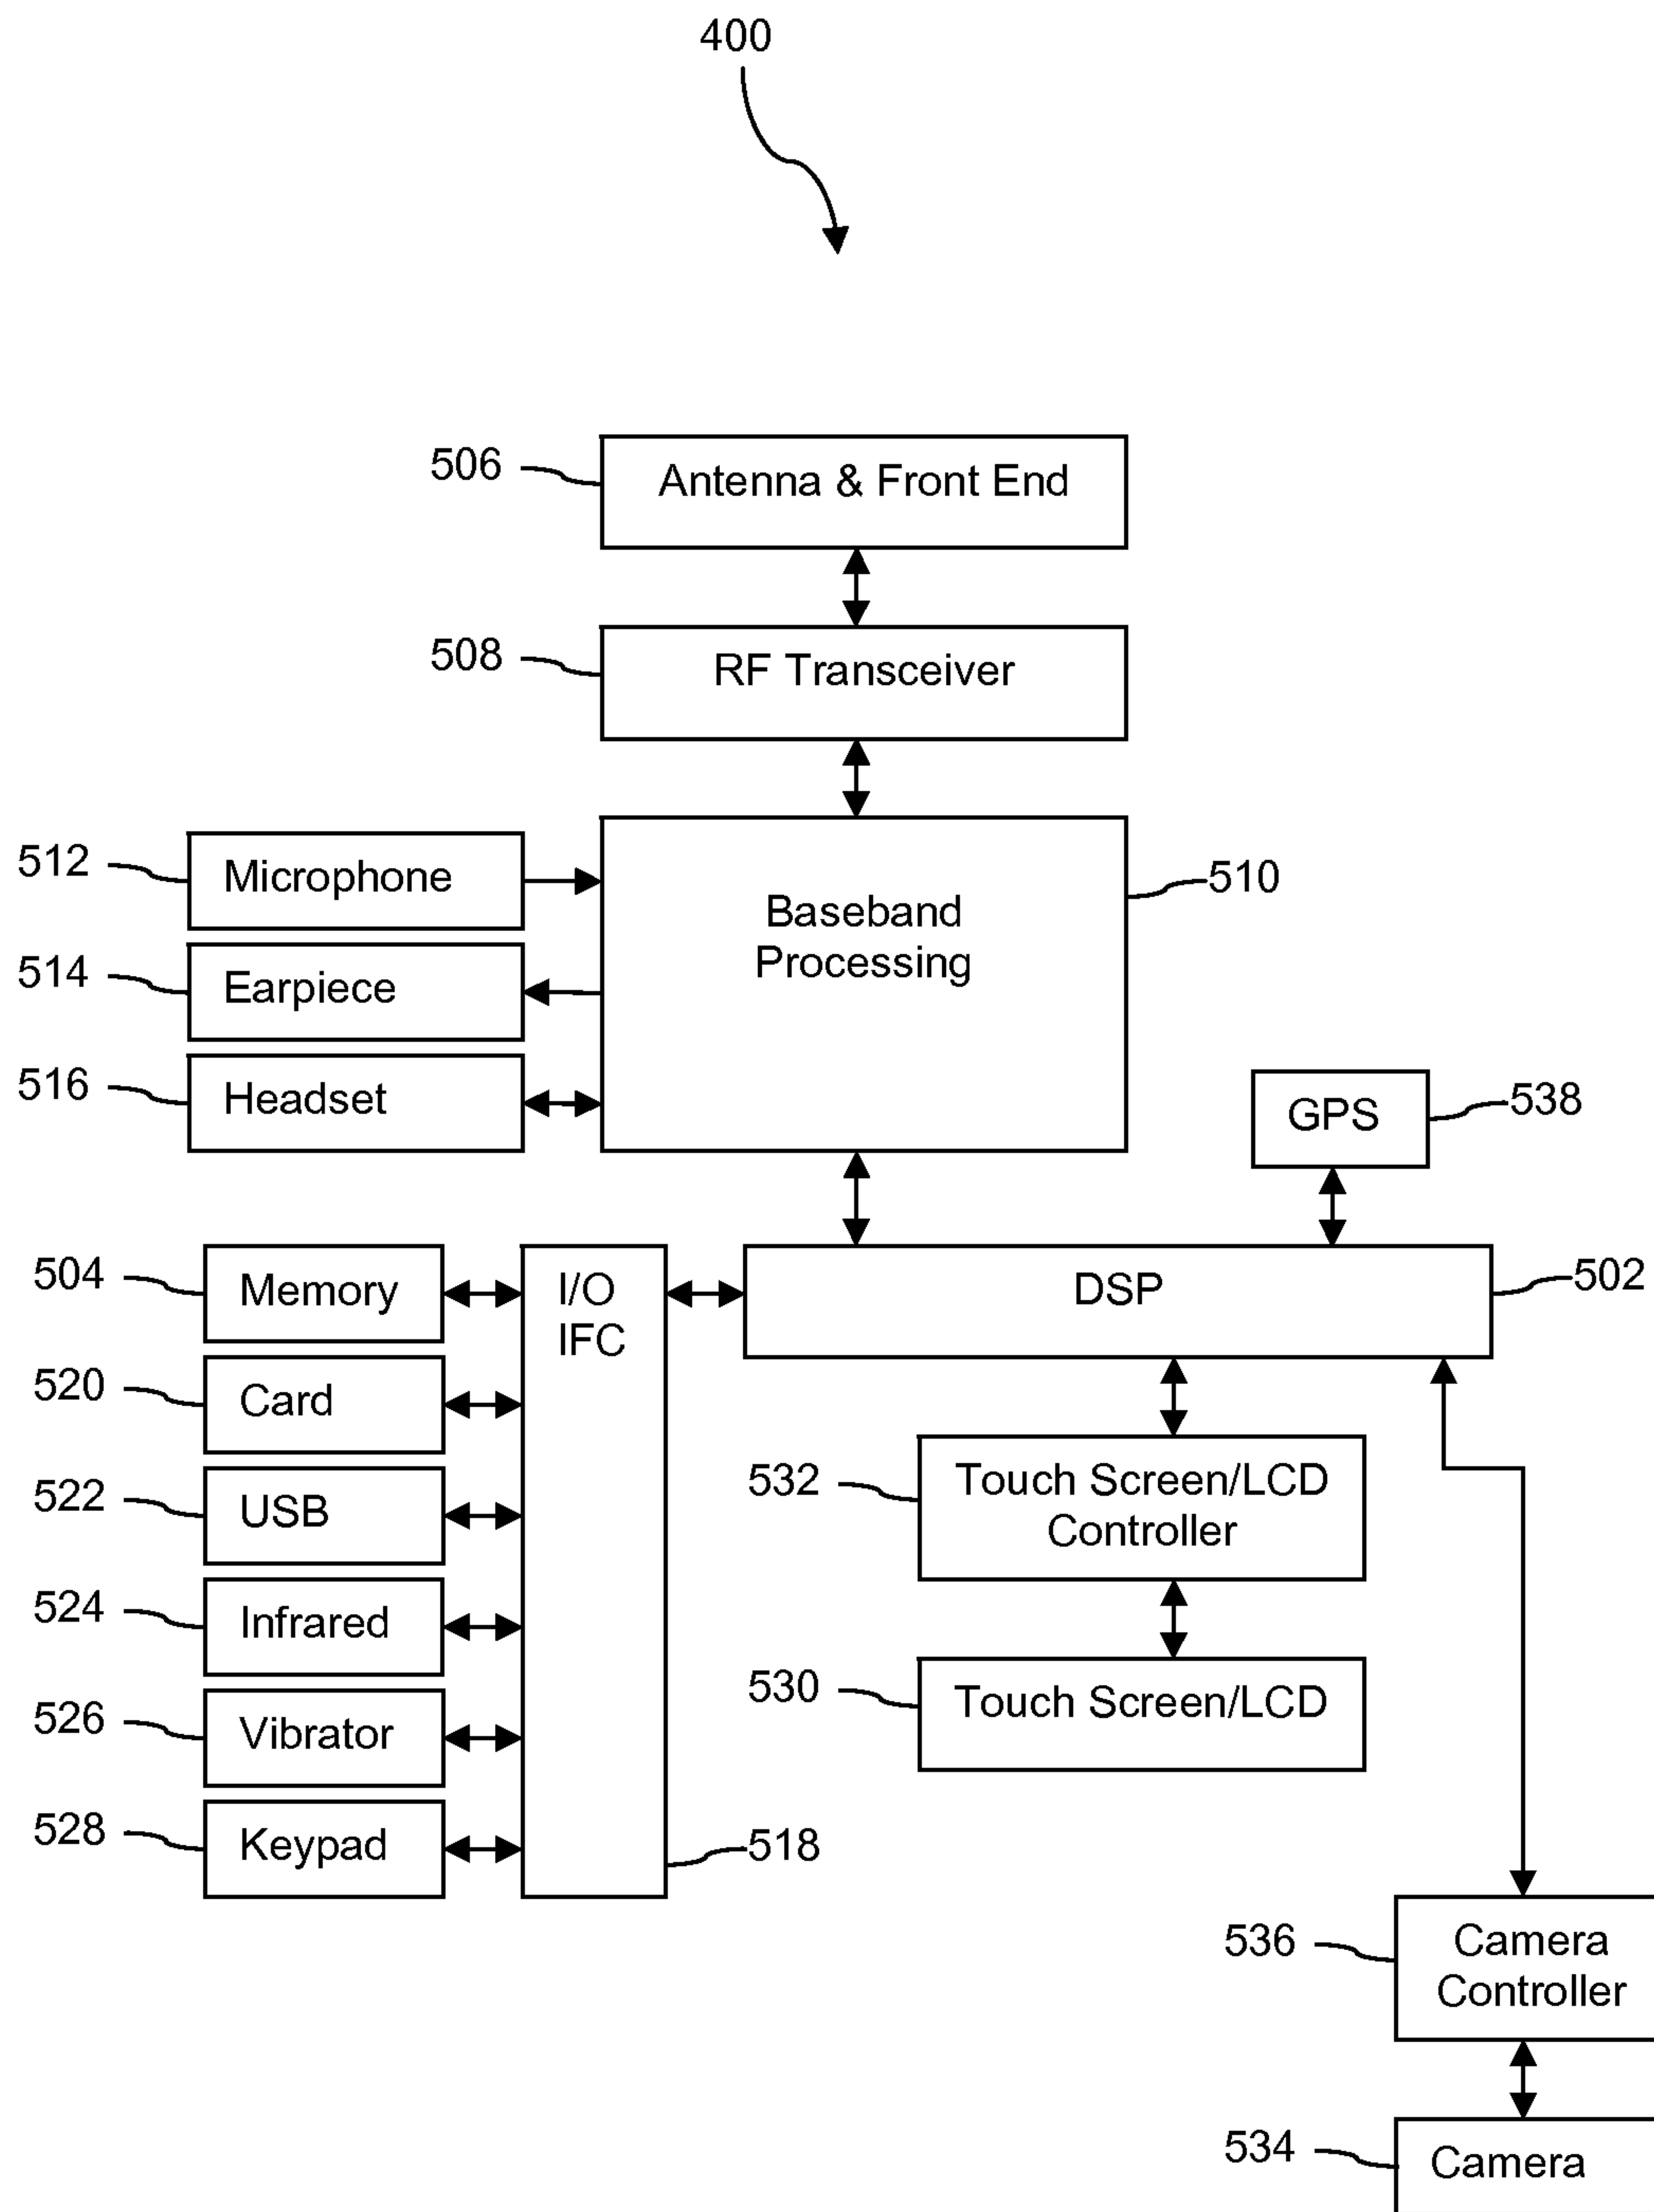 400
506
Antenna & Front End
508
RF Transceiver
512
Microphone
Baseband
Processing
510
514
Earpiece
516
Headset
GPS
538
504
Memory
I/O
IFC
DSP
502
520
Card
522
USB
532
Touch Screen/LCD
Controller
524
Infrared
530
Touch Screen/LCD
526
Vibrator
528
Keypad
518
536
Camera
Controller
534
Camera